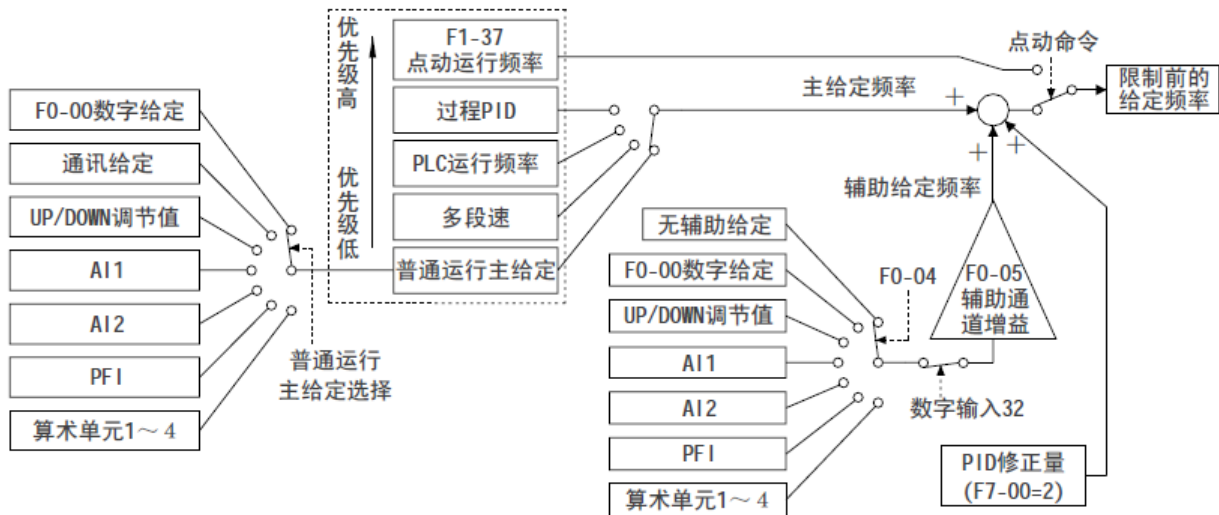 优先级高
优先级低
F1-37
点动运行频率
过程PID
PLC运行频率
多段速
普通运行主给定
F0-00数字给定
通讯给定
UP/DOWN调节值
AI1
AI2
PFI
算术单元1～4
普通运行
主给定选择
主给定频率
点动命令
限制前的
给定频率
+
+
+
辅助给定频率
无辅助给定
F0-00数字给定
UP/DOWN调节值
AI1
AI2
PFI
算术单元1～4
F0-04
F0-05
辅助通
道增益
数字输入32
PID修正量
(F7-00=2)